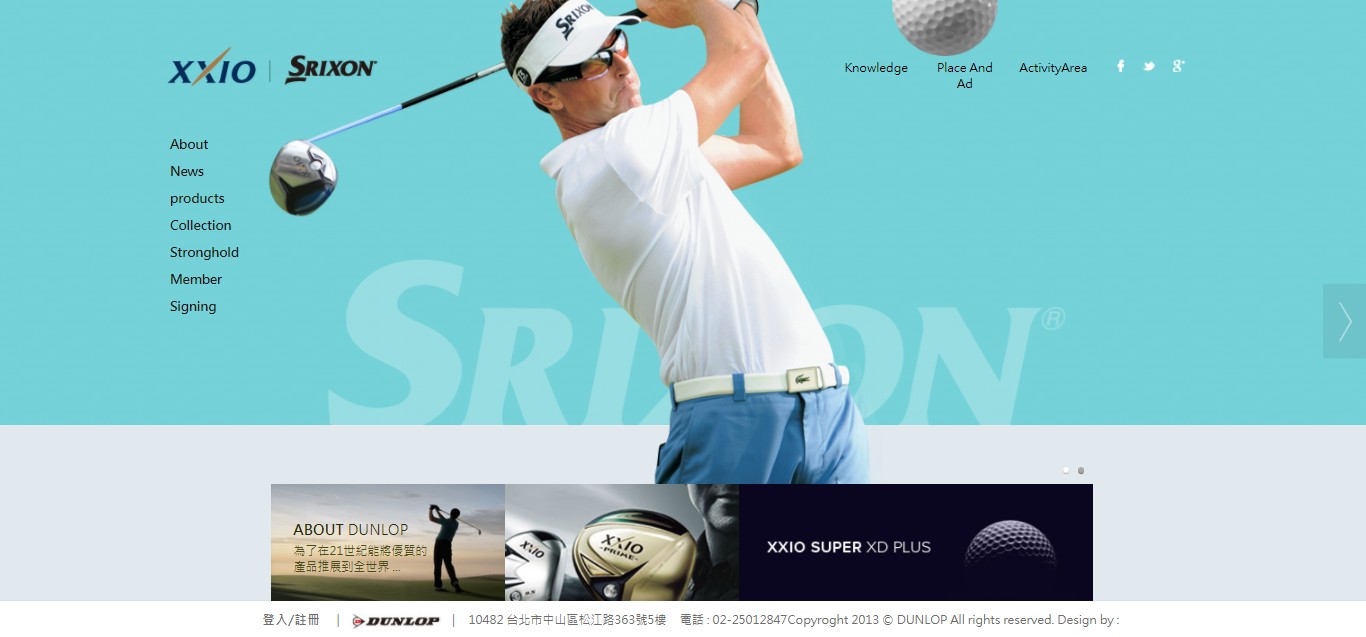 SRIXON
XXIO | SRIXON
Knowledge
Place And
Ad
ActivityArea
About
News
products
Collection
Stronghold
Member
Signing
SRIXON®
ABOUT DUNLOP
為了在21世紀能將優質的
產品推展到全世界 ...
XXIO
XXIO
-PRIME-
XXIO SUPER XD PLUS
登入/註冊 | DUNLOP | 10482 台北市中山區松江路363號5樓 電話 : 02-25012847Copyroght 2013 © DUNLOP All rights reserved. Design by :